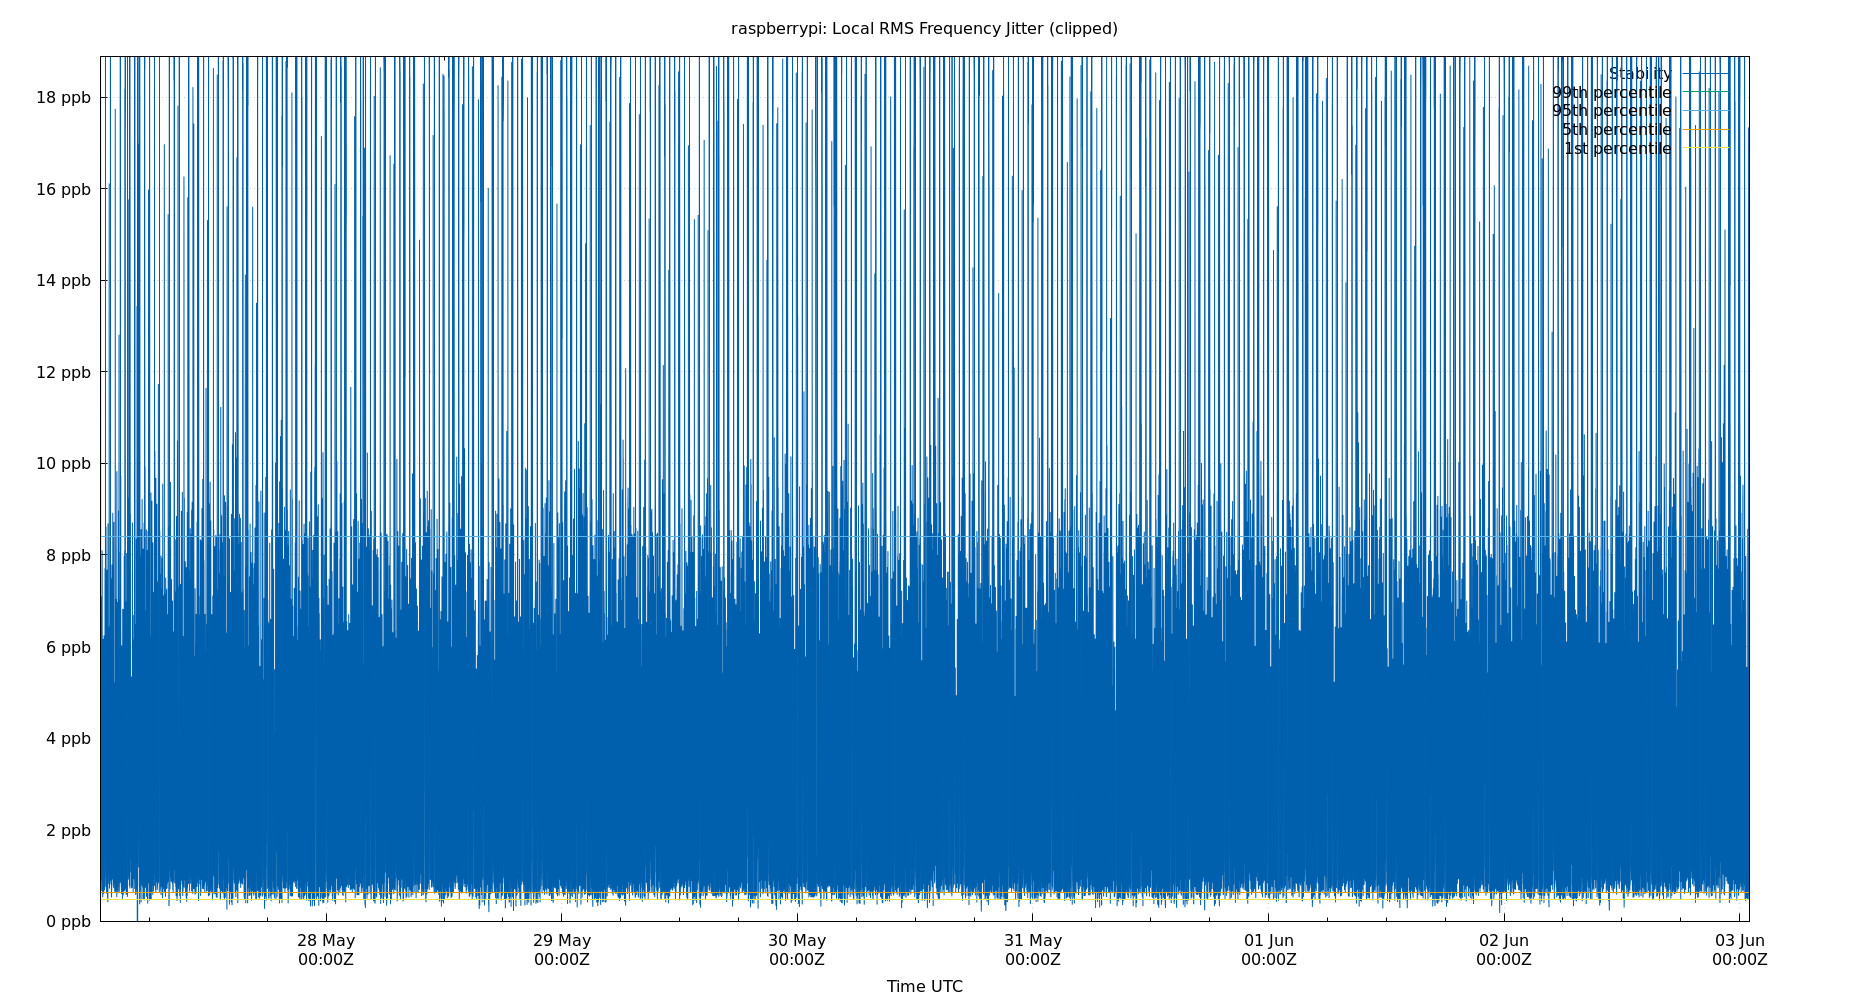 raspberrypi: Local RMS Frequency Jitter (clipped)
Stability
99th percentile
95th percentile
5th percentile
1st percentile
18 ppb
16 ppb
14 ppb
12 ppb
10 ppb
8 ppb
6 ppb
4 ppb
2 ppb
0 ppb
28 May 29 May 30 May 31 May 01 Jun 02 Jun 03 Jun
00:00Z 00:00Z 00:00Z 00:00Z 00:00Z 00:00Z 00:00Z
Time UTC